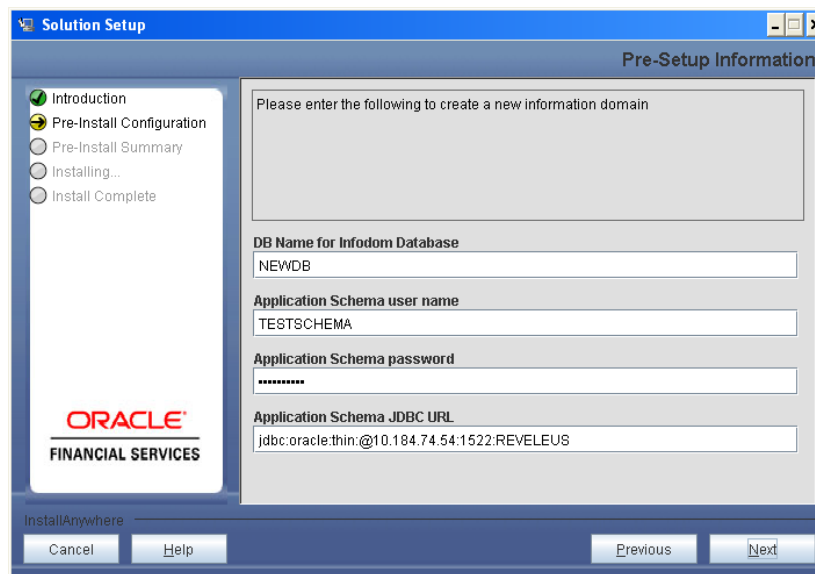 Solution Setup
Pre-Setup Information
Introduction
Pre-Install Configuration
Pre-Install Summary
Installing...
Install Complete
ORACLE
FINANCIAL SERVICES
Please enter the following to create a new information domain
DB Name for Infodom Database
NEWDB
Application Schema user name
TESTSCHEMA
Application Schema password
••••••••••
Application Schema JDBC URL
jdbc:oracle:thin:@10.184.74.54:1522:REVELEUS
InstallAnywhere
Cancel
Help
Previous
Next